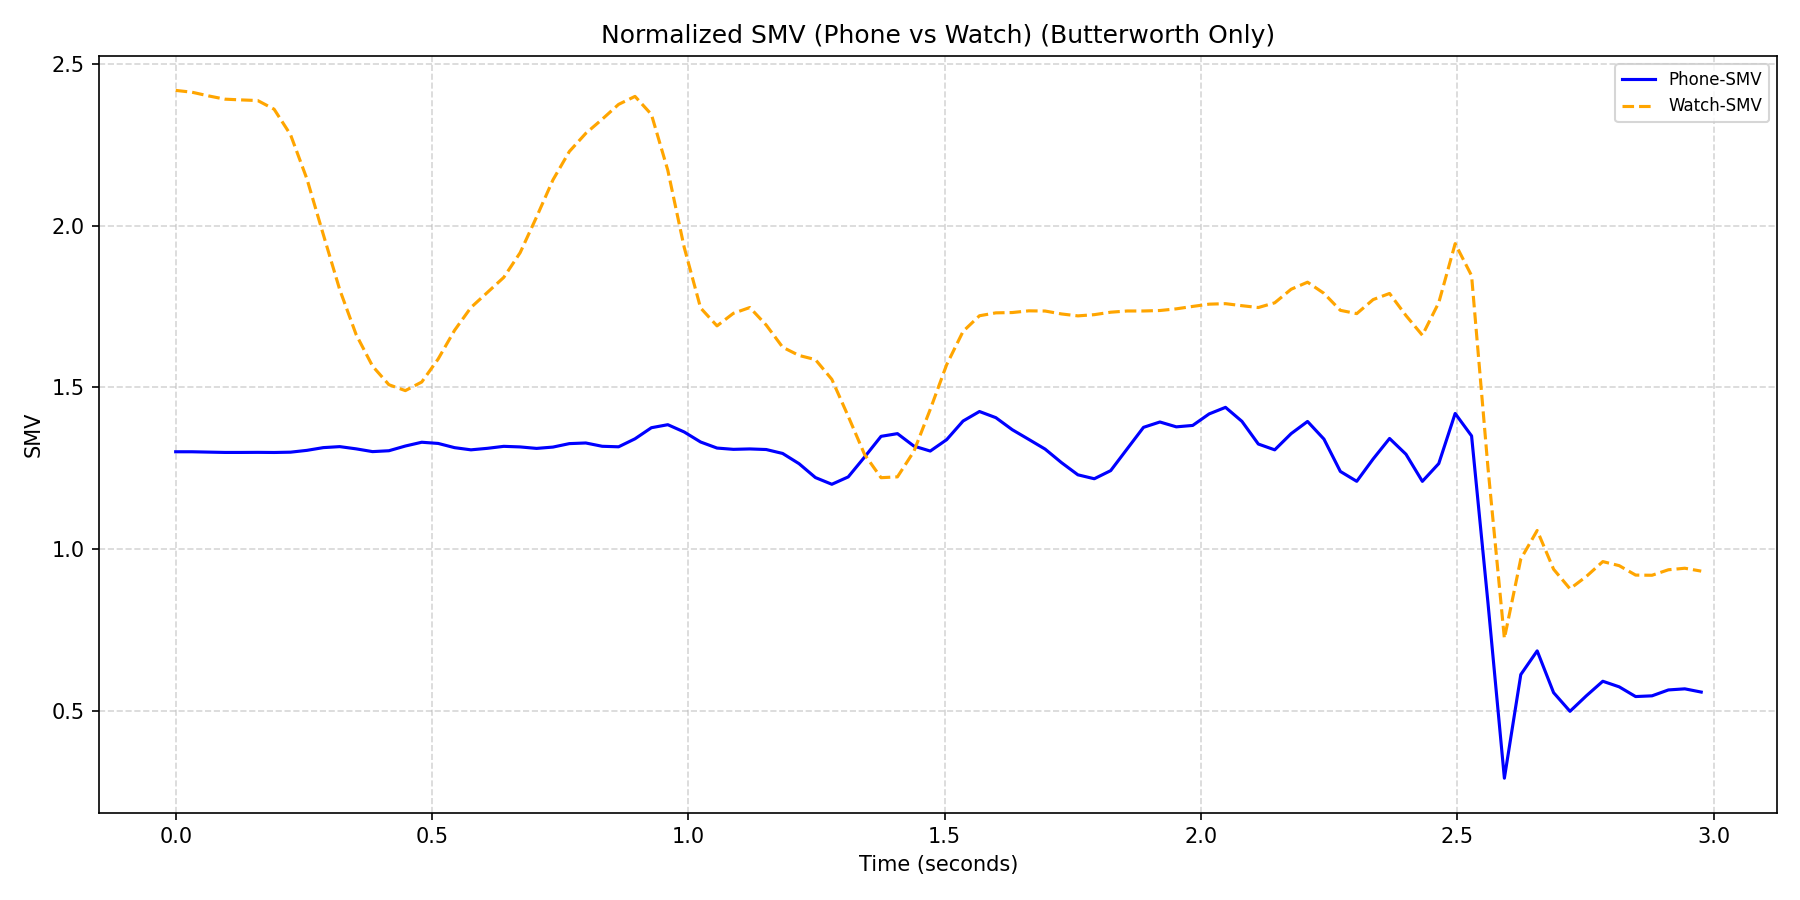 Normalized SMV (Phone vs Watch) (Butterworth Only)
Phone-SMV
Watch-SMV
SMV
2.5
2.0
1.5
1.0
0.5
0.0 0.5 1.0 1.5 2.0 2.5 3.0
Time (seconds)